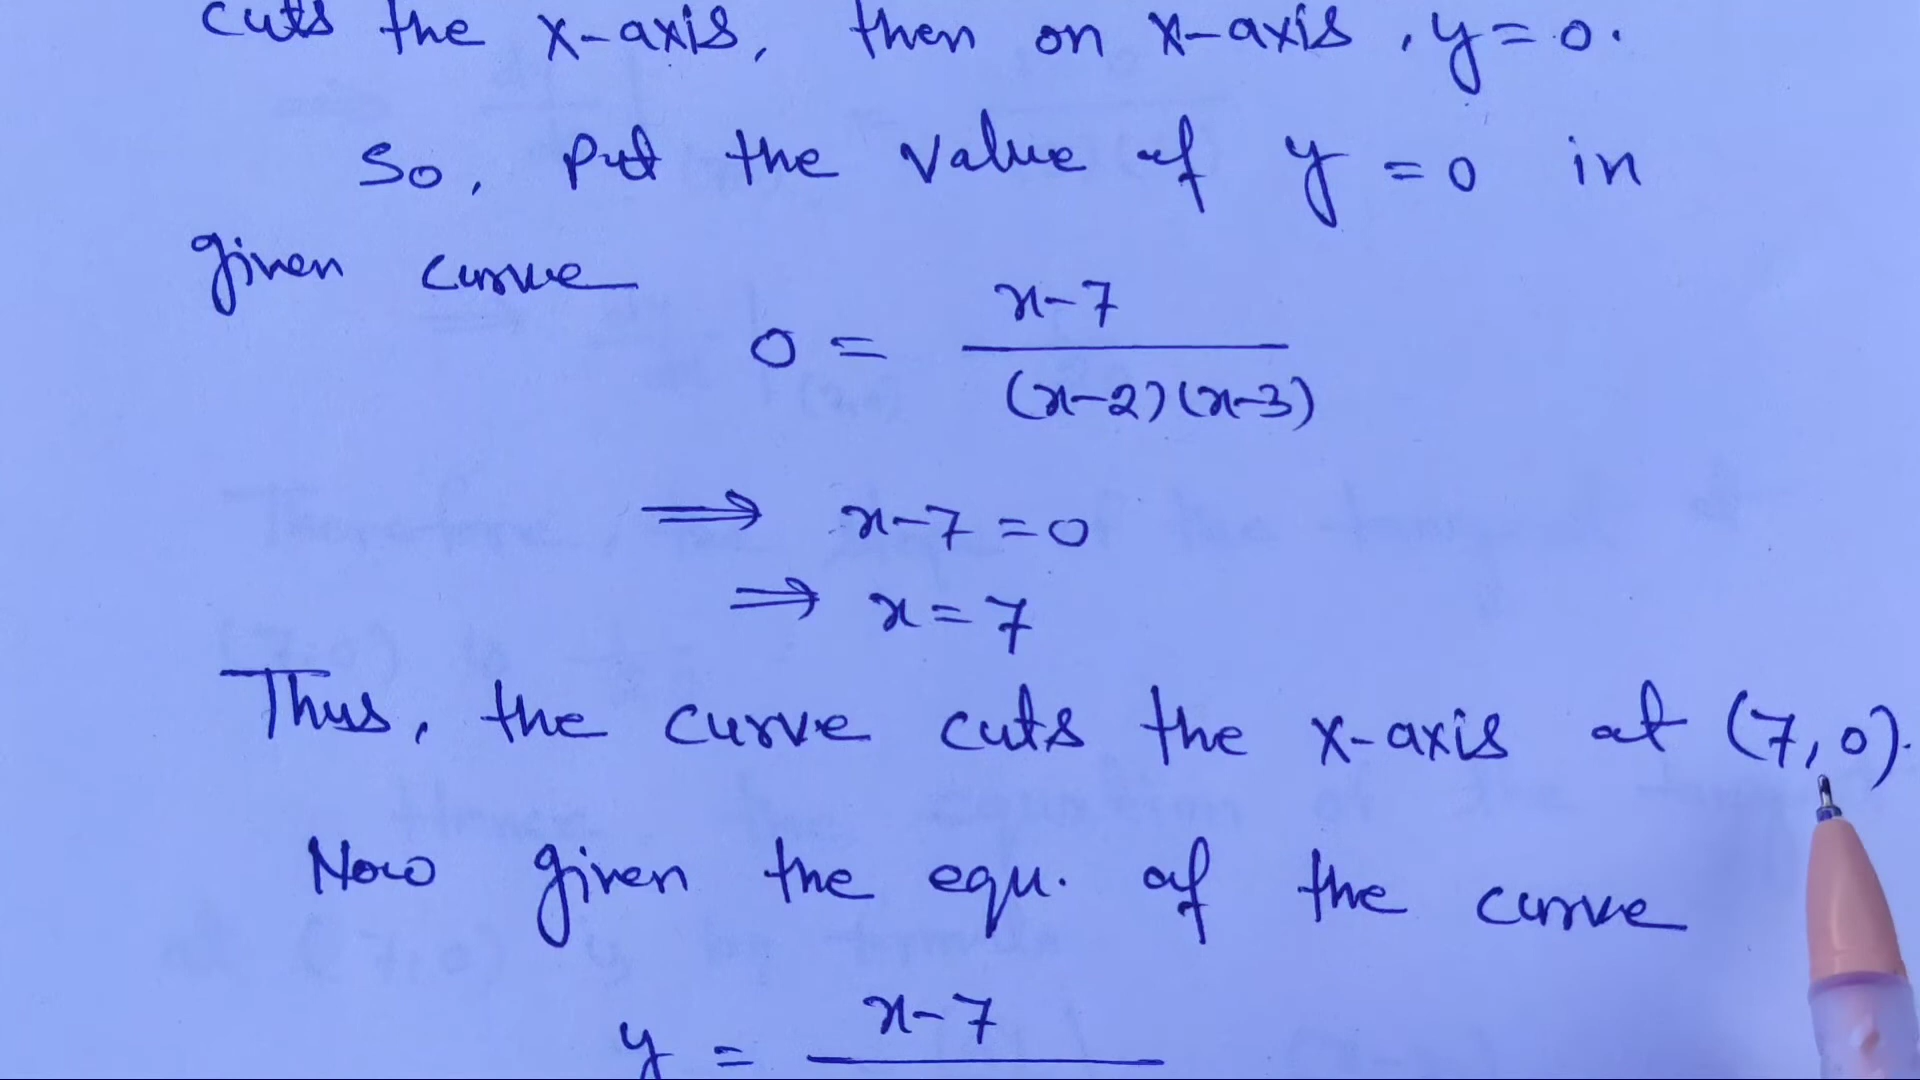 cuts the x-axis, then on x-axis, y=0.
So, Put the value of y=0 in
given curve
0 = x-7
(x-2)(x-3)
⇒ x-7=0
⇒ x=7
Thus, the curve cuts the x-axis at (7,0).
Now given the equ. of the curve
y = x-7